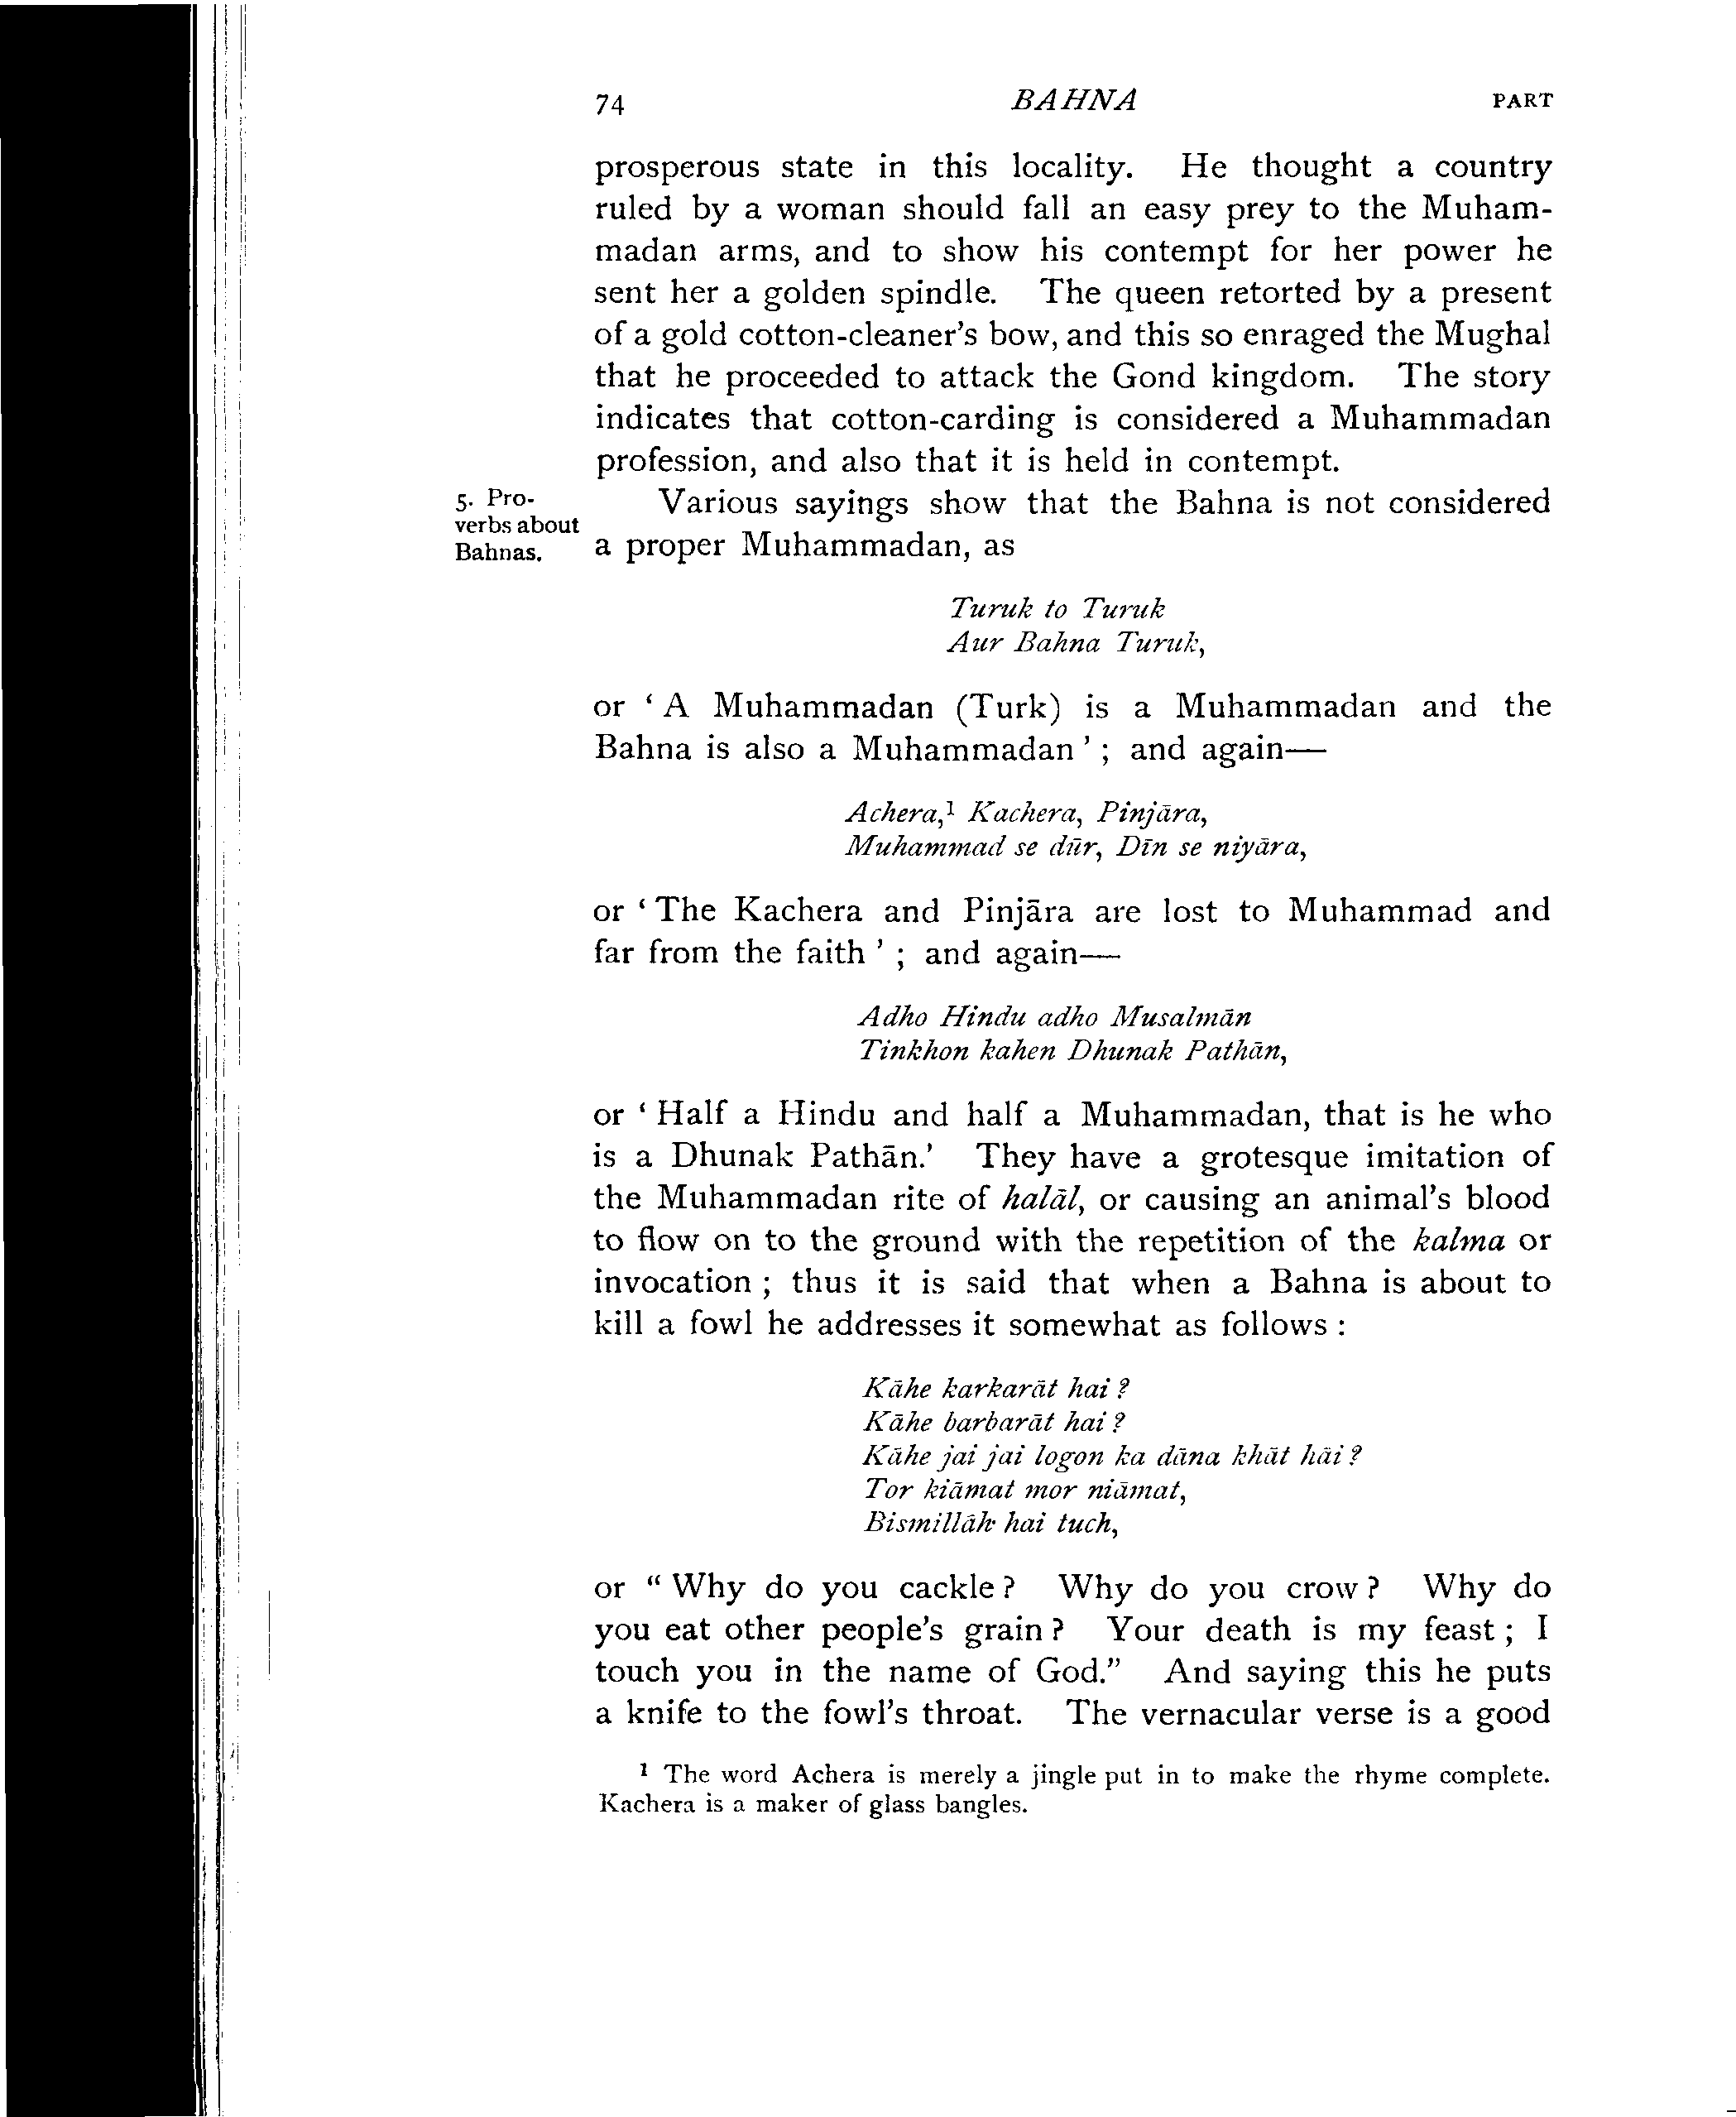 74 BAHNA PART
prosperous state in this locality. He thought a country
ruled by a woman should fall an easy prey to the Muham-
madan arms, and to show his contempt for her power he
sent her a golden spindle. The queen retorted by a present
of a gold cotton-cleaner's bow, and this so enraged the Mughal
that he proceeded to attack the Gond kingdom. The story
indicates that cotton-carding is considered a Muhammadan
profession, and also that it is held in contempt.
5. Pro-
verbs about
Bahnas.
Various sayings show that the Bahna is not considered
a proper Muhammadan, as
Turuk to Turuk
Aur Bahna Turuk,
or ‘ A Muhammadan (Turk) is a Muhammadan and the
Bahna is also a Muhammadan ’ ; and again—
Achera,¹ Kachera, Pinjāra,
Muhammad se dūr, Dīn se niyāra,
or ‘ The Kachera and Pinjāra are lost to Muhammad and
far from the faith ’ ; and again—
Adho Hindu adho Musalmān
Tinkhon kahen Dhunak Pathān,
or ‘ Half a Hindu and half a Muhammadan, that is he who
is a Dhunak Pathān.’ They have a grotesque imitation of
the Muhammadan rite of halāl, or causing an animal's blood
to flow on to the ground with the repetition of the kalma or
invocation ; thus it is said that when a Bahna is about to
kill a fowl he addresses it somewhat as follows :
Kāhe karkarāt hai ?
Kāhe barbarāt hai ?
Kāhe jai jai logon ka dāna khāt hāi ?
Tor kiāmat mor niāmat,
Bismillāh hai tuch,
or “ Why do you cackle ? Why do you crow ? Why do
you eat other people's grain ? Your death is my feast ; I
touch you in the name of God.” And saying this he puts
a knife to the fowl's throat. The vernacular verse is a good
¹ The word Achera is merely a jingle put in to make the rhyme complete.
Kachera is a maker of glass bangles.